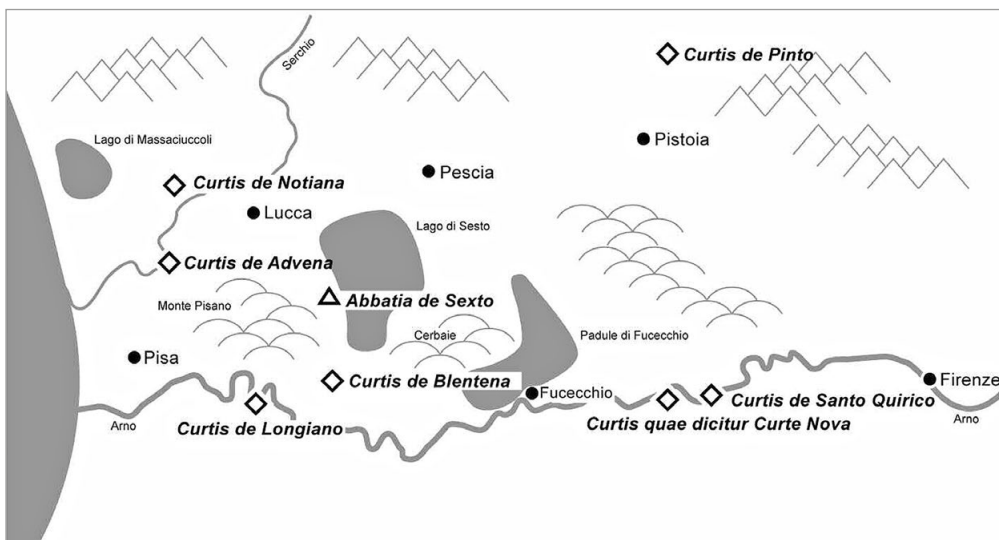 Serchio
Curtis de Pinto
Lago di Massaciuccoli
Pistoia
Pescia
Curtis de Notiana
Lucca
Lago di Sesto
Curtis de Advena
Monte Pisano
Abbatia de Sexto
Cerbaie
Padule di Fucecchio
Pisa
Curtis de Blentena
Fucecchio
Firenze
Curtis de Santo Quirico
Arno
Curtis de Longiano
Curtis quae dicitur Curte Nova
Arno